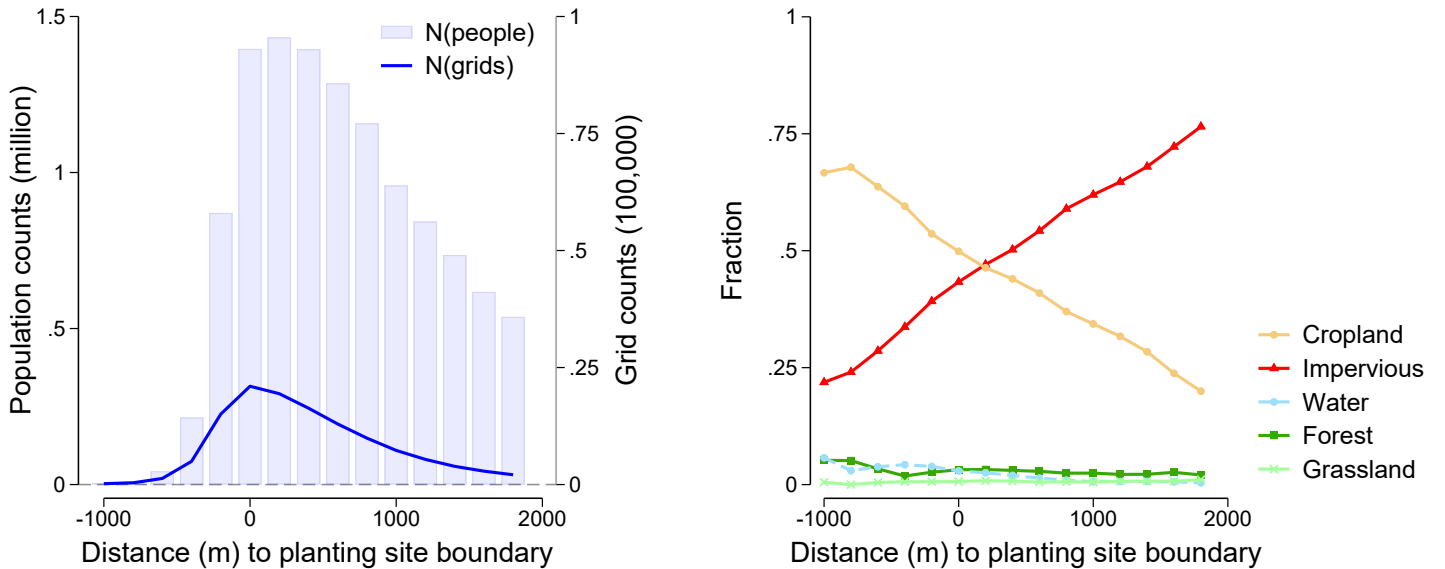 Population counts (million)
1.5
1
.5
0
N(people)
N(grids)
1
.75
.5
.25
0
Grid counts (100,000)
-1000
0
1000
2000
Distance (m) to planting site boundary
Fraction
1
.75
.5
.25
0
-1000
0
1000
2000
Distance (m) to planting site boundary
Cropland
Impervious
Water
Forest
Grassland